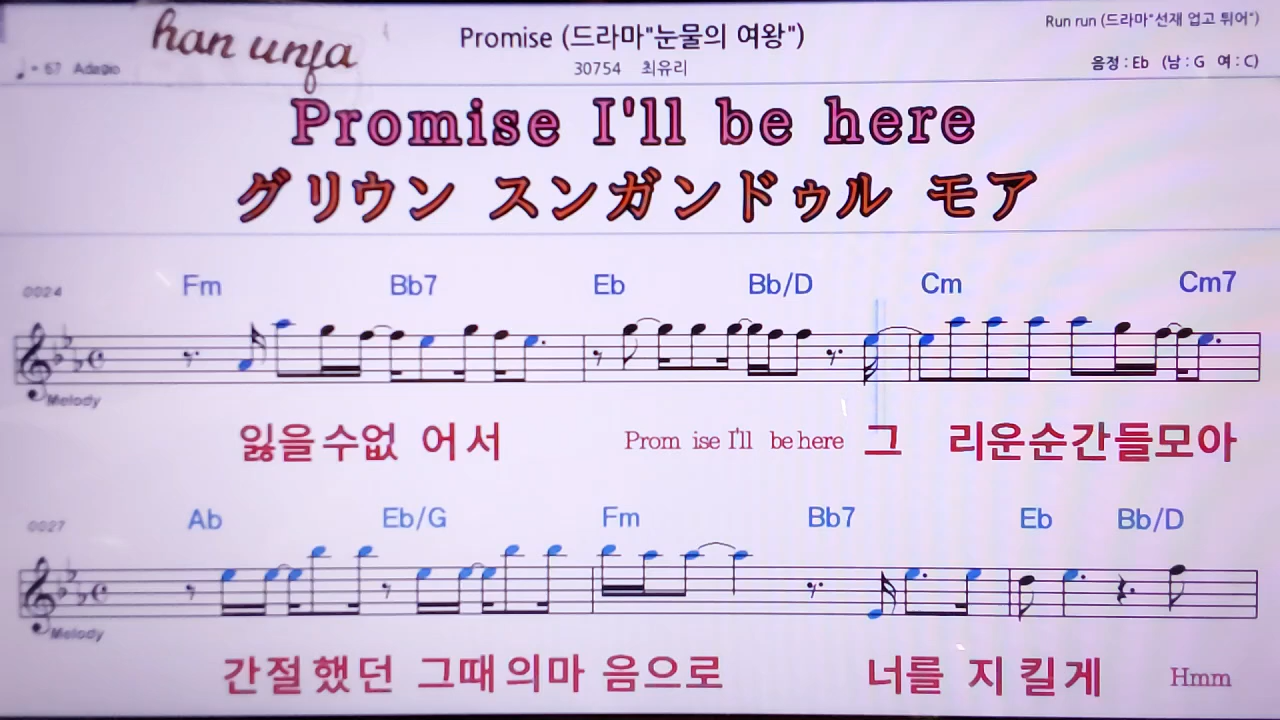 han unja
Promise (드라마"눈물의 여왕")
Run run (드라마"선재 업고 튀어")
30754 최유리
음정 : Eb (남 : G 여 : C)
♩= 67 Adagio
Promise I'll be here
グリウン スンガンドゥル モア
0024
Fm Bb7 Eb Bb/D Cm Cm7
Melody
잃을수없 어서 Prom ise I'll be here 그 리운순간들모아
0027
Ab Eb/G Fm Bb7 Eb Bb/D
Melody
간절했던 그때의마 음으로 너를 지킬게 Hmm